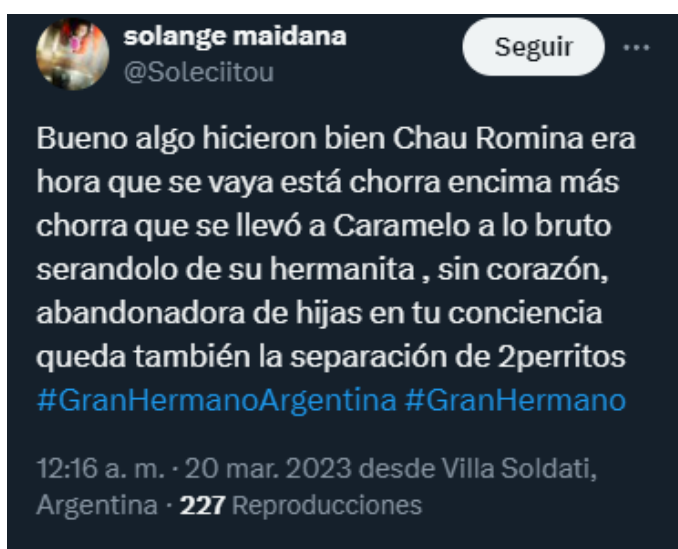 solange maidana
Seguir
@Soleciitou
Bueno algo hicieron bien Chau Romina era
hora que se vaya está chorra encima más
chorra que se llevó a Caramelo a lo bruto
serandolo de su hermanita , sin corazón,
abandonadora de hijas en tu conciencia
queda también la separación de 2perritos
#GranHermanoArgentina #GranHermano
12:16 a. m. · 20 mar. 2023 desde Villa Soldati,
Argentina · 227 Reproducciones